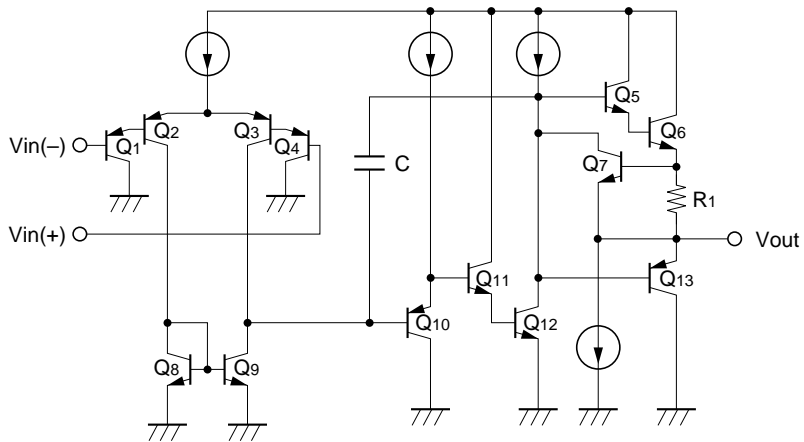 Q5
Q2
Q3
Q6
Vin(–)
Q1
Q4
Q7
C
R1
Vin(+)
Vout
Q11
Q13
Q10
Q12
Q8
Q9